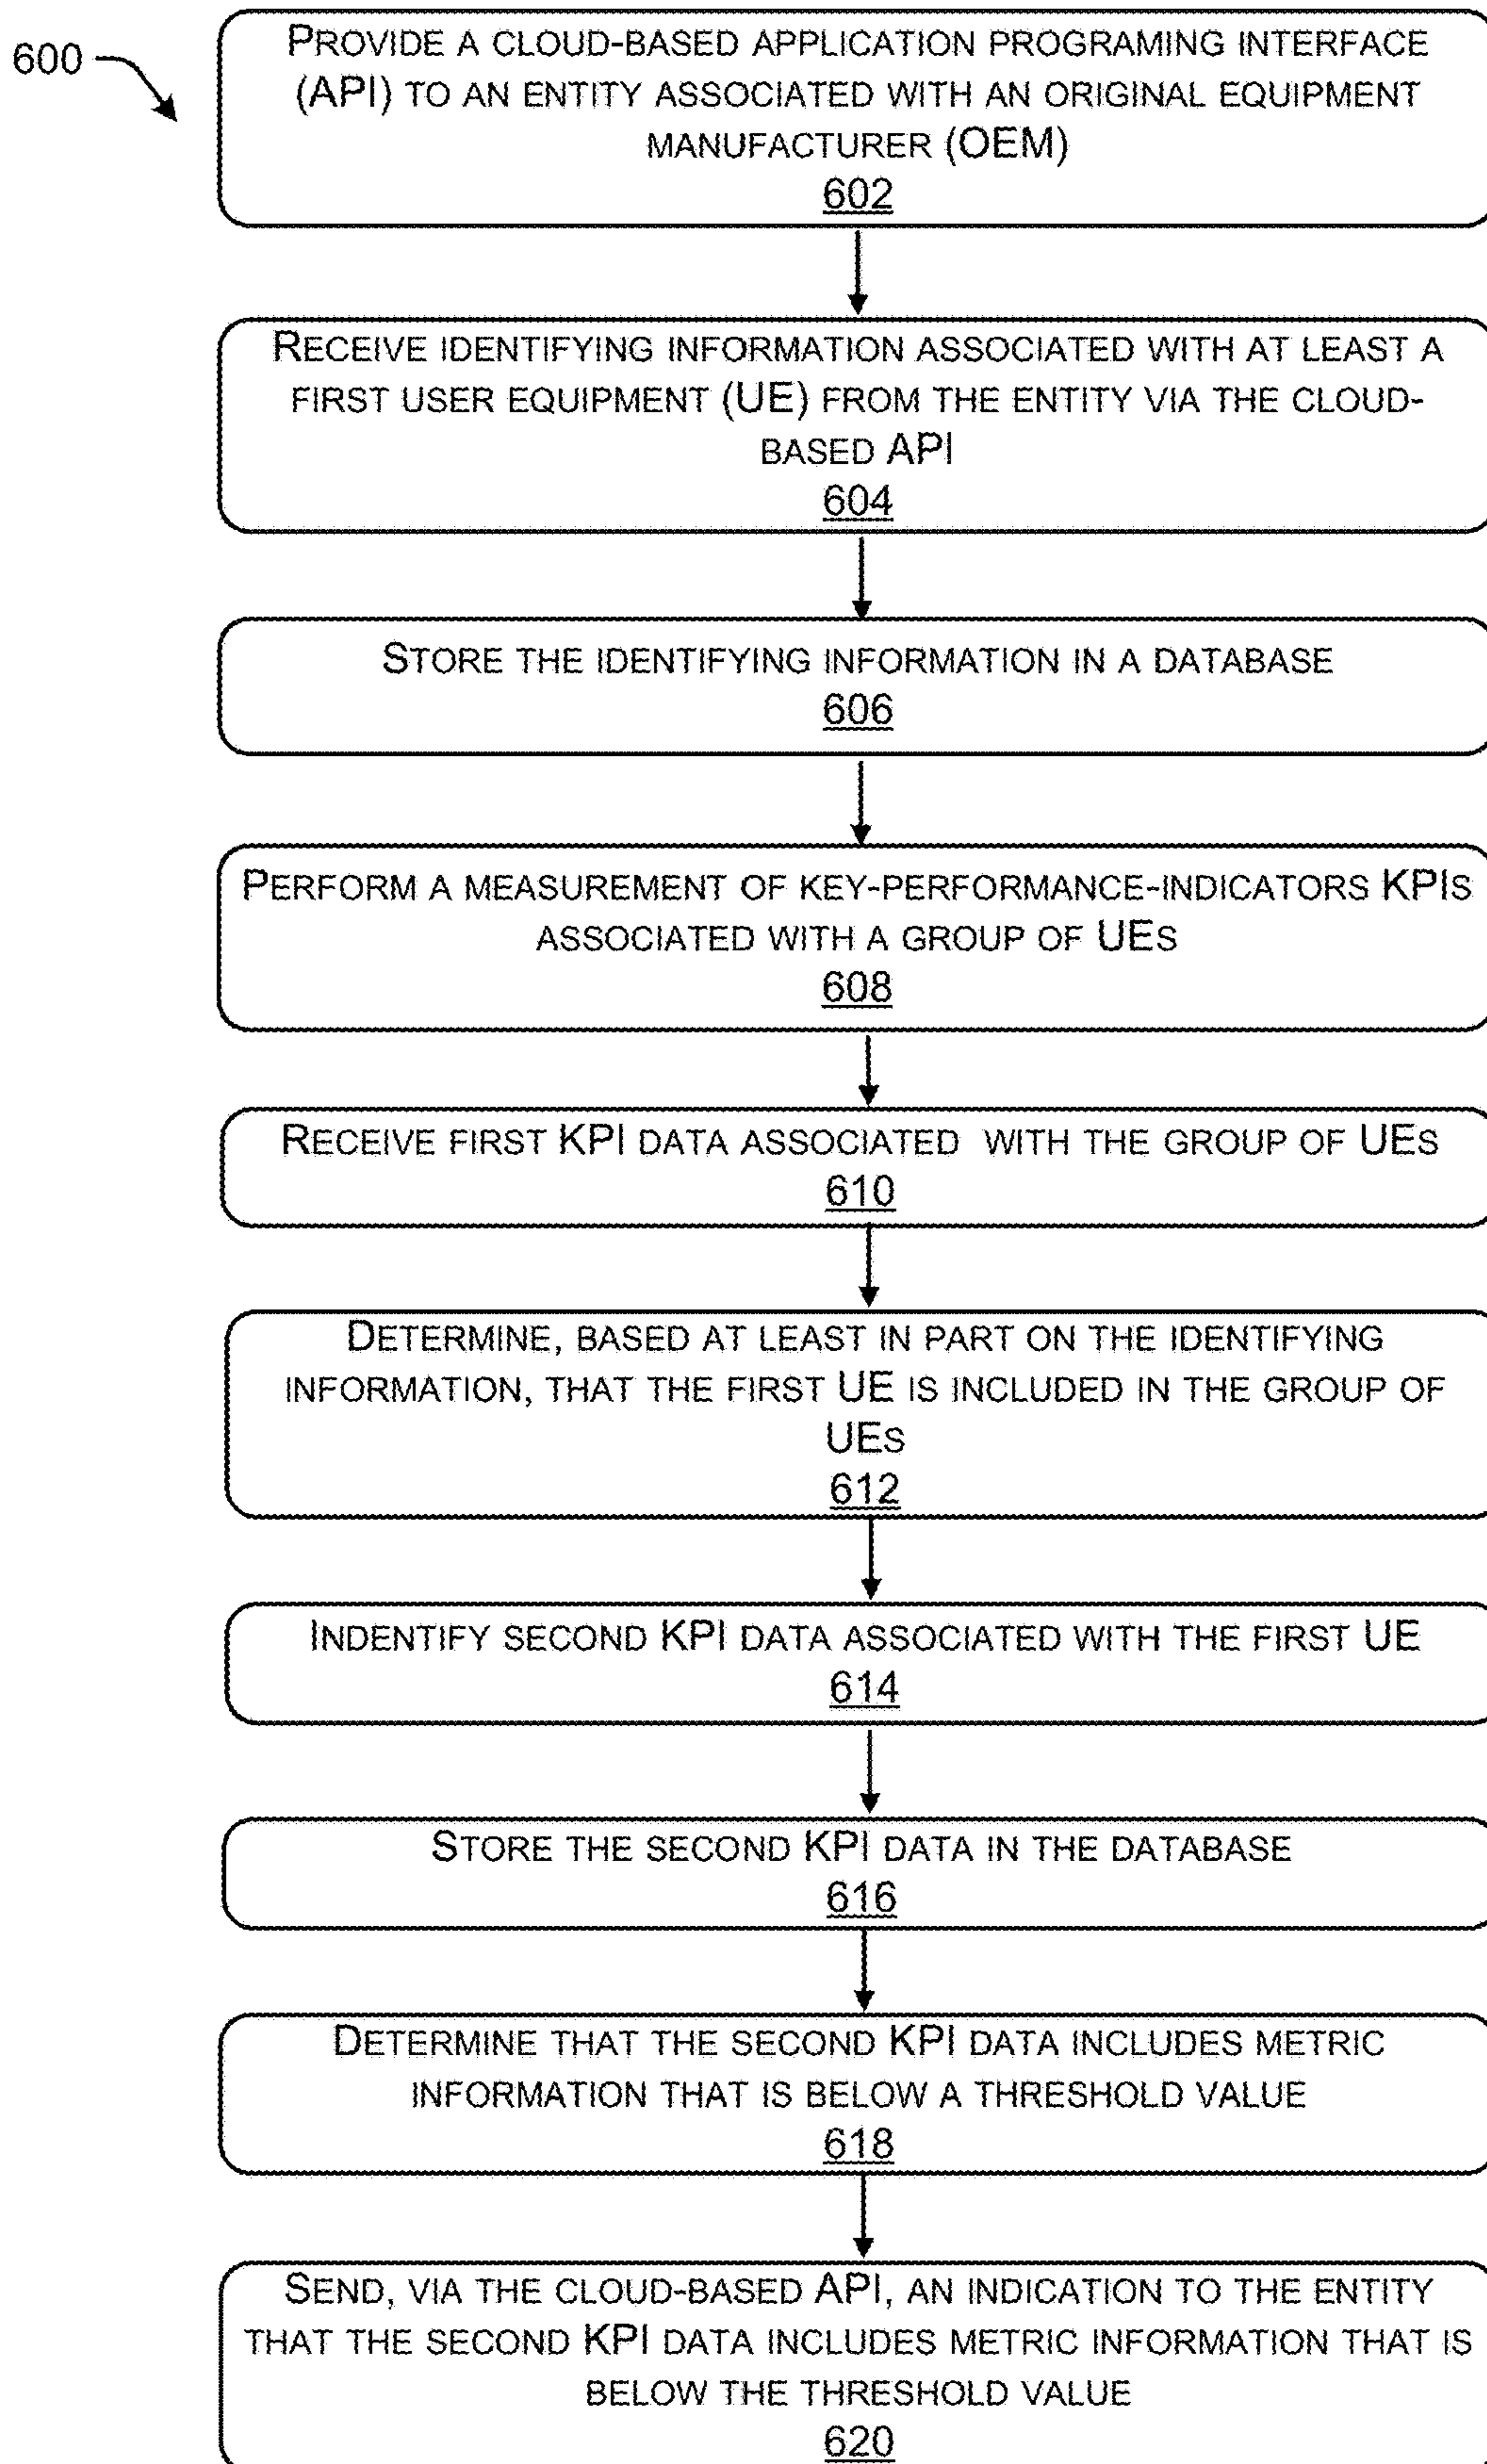 600
PROVIDE A CLOUD-BASED APPLICATION PROGRAMING INTERFACE
(API) TO AN ENTITY ASSOCIATED WITH AN ORIGINAL EQUIPMENT
MANUFACTURER (OEM)
602
RECEIVE IDENTIFYING INFORMATION ASSOCIATED WITH AT LEAST A
FIRST USER EQUIPMENT (UE) FROM THE ENTITY VIA THE CLOUD-
BASED API
604
STORE THE IDENTIFYING INFORMATION IN A DATABASE
606
PERFORM A MEASUREMENT OF KEY-PERFORMANCE-INDICATORS KPIS
ASSOCIATED WITH A GROUP OF UES
608
RECEIVE FIRST KPI DATA ASSOCIATED WITH THE GROUP OF UES
610
DETERMINE, BASED AT LEAST IN PART ON THE IDENTIFYING
INFORMATION, THAT THE FIRST UE IS INCLUDED IN THE GROUP OF
UES
612
INDENTIFY SECOND KPI DATA ASSOCIATED WITH THE FIRST UE
614
STORE THE SECOND KPI DATA IN THE DATABASE
616
DETERMINE THAT THE SECOND KPI DATA INCLUDES METRIC
INFORMATION THAT IS BELOW A THRESHOLD VALUE
618
SEND, VIA THE CLOUD-BASED API, AN INDICATION TO THE ENTITY
THAT THE SECOND KPI DATA INCLUDES METRIC INFORMATION THAT IS
BELOW THE THRESHOLD VALUE
620